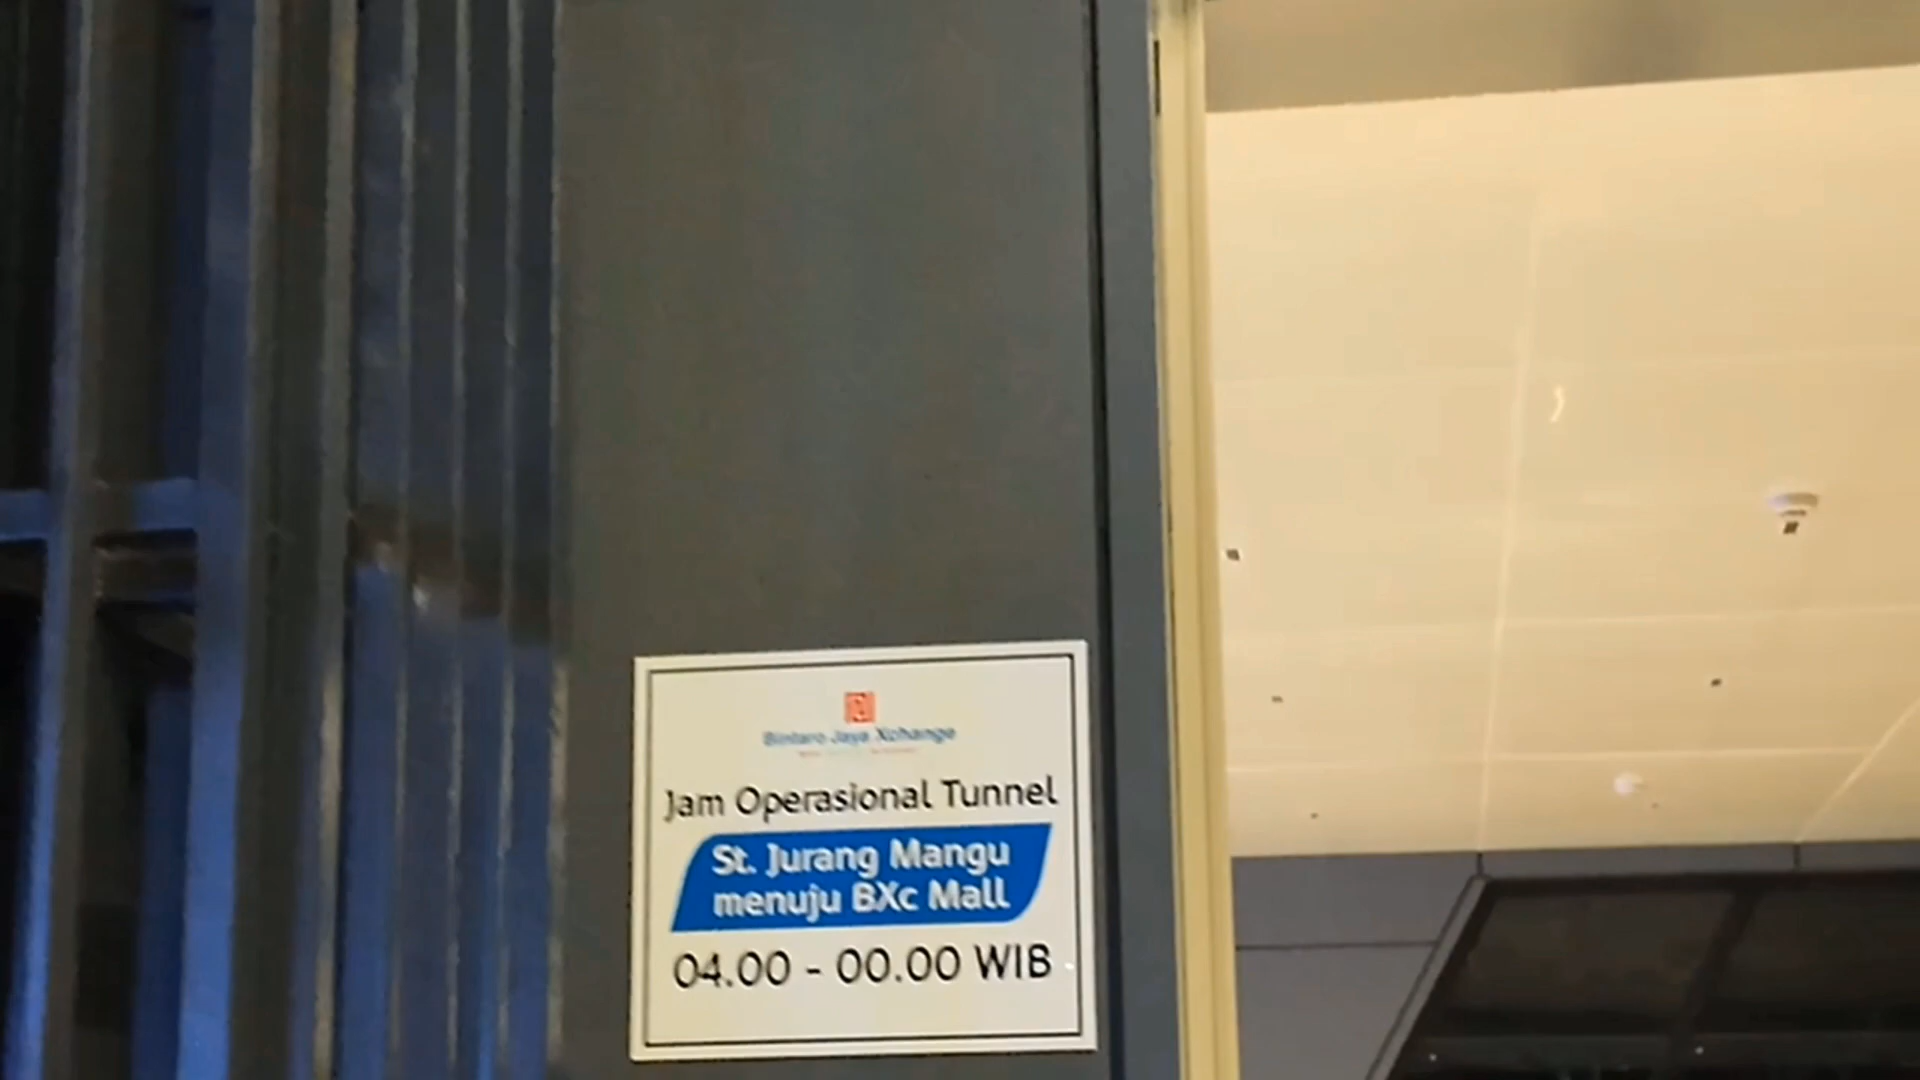 Bintaro Jaya Xchange
Jam Operasional Tunnel
St. Jurang Mangu
menuju BXc Mall
04.00 - 00.00 WIB